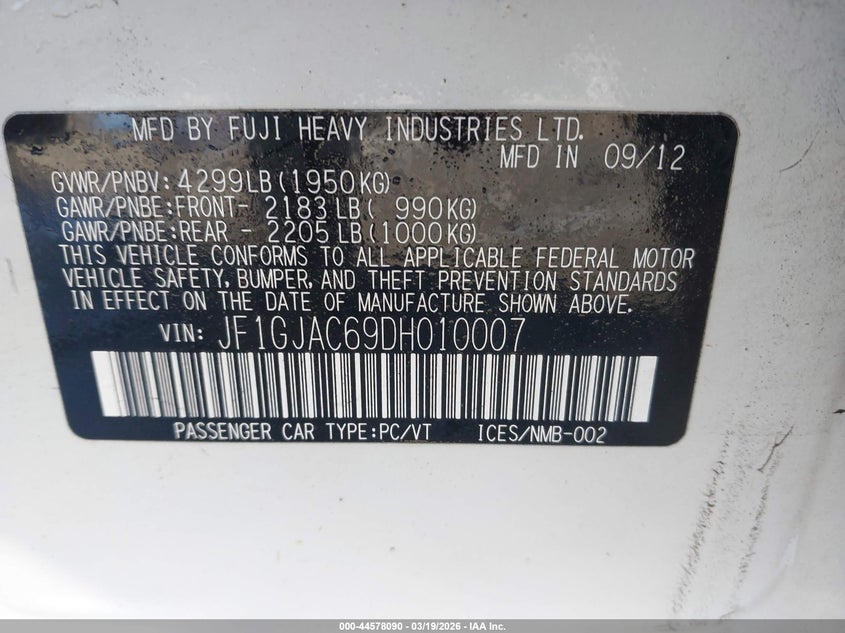 MFD BY FUJI HEAVY INDUSTRIES LTD.
MFD IN 09/12
GVWR/PNBV: 4299LB(1950KG)
GAWR/PNBE:FRONT- 2183LB( 990KG)
GAWR/PNBE:REAR - 2205LB(1000KG)
THIS VEHICLE CONFORMS TO ALL APPLICABLE FEDERAL MOTOR
VEHICLE SAFETY, BUMPER, AND THEFT PREVENTION STANDARDS
IN EFFECT ON THE DATE OF MANUFACTURE SHOWN ABOVE.
VIN: JF1GJAC69DH010007
PASSENGER CAR TYPE:PC/VT ICES/NMB-002
000-44578090 - 03/19/2026 - IAA Inc.